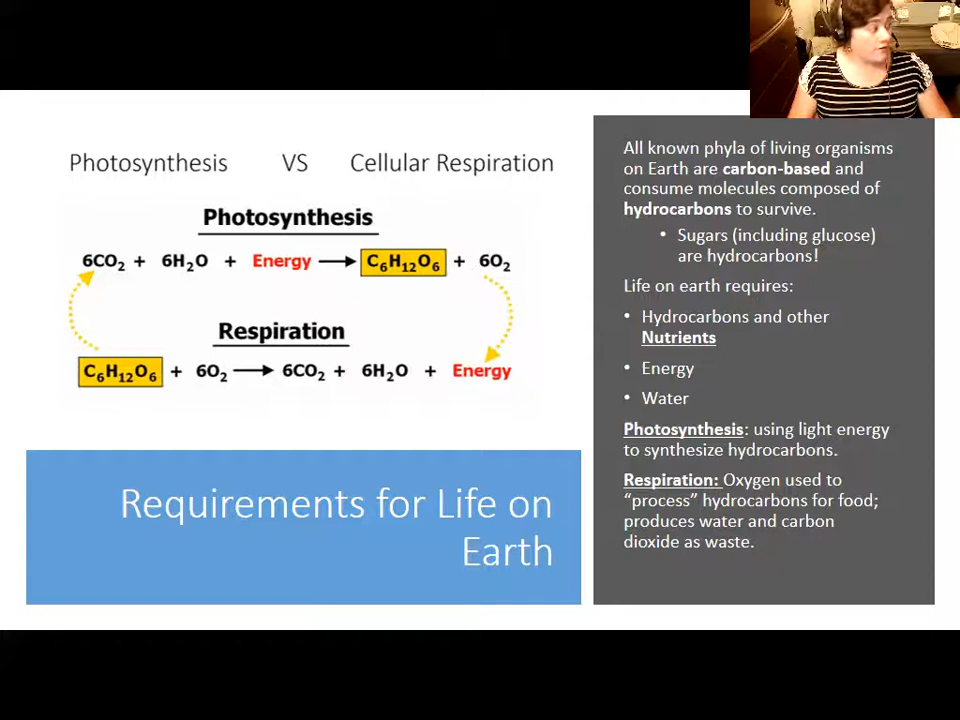 Photosynthesis VS Cellular Respiration
Photosynthesis
6CO₂ + 6H₂O + Energy ⟶ C₆H₁₂O₆ + 6O₂
Respiration
C₆H₁₂O₆ + 6O₂ ⟶ 6CO₂ + 6H₂O + Energy
Requirements for Life on
Earth
All known phyla of living organisms
on Earth are carbon-based and
consume molecules composed of
hydrocarbons to survive.
• Sugars (including glucose)
are hydrocarbons!
Life on earth requires:
• Hydrocarbons and other
Nutrients
• Energy
• Water
Photosynthesis: using light energy
to synthesize hydrocarbons.
Respiration: Oxygen used to
“process” hydrocarbons for food;
produces water and carbon
dioxide as waste.